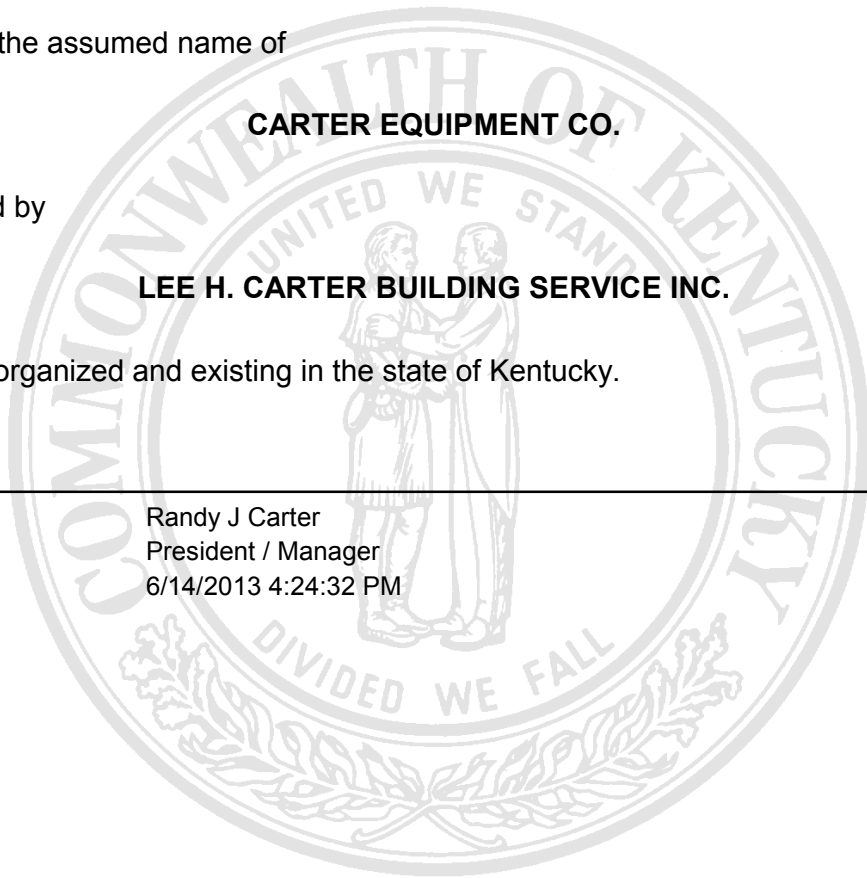 the assumed name of
CARTER EQUIPMENT CO.
d by
LEE H. CARTER BUILDING SERVICE INC.
organized and existing in the state of Kentucky.
Randy J Carter
President / Manager
6/14/2013 4:24:32 PM
COMMONWEALTH OF KENTUCKY
UNITED WE STAND
DIVIDED WE FALL